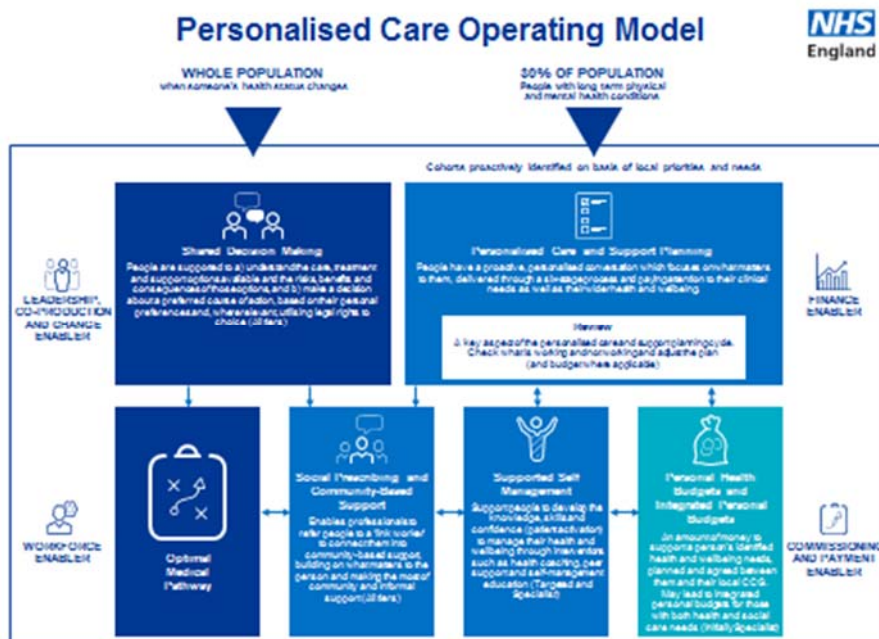 Personalised Care Operating Model
NHS
England
WHOLE POPULATION
when someone's health status changes
30% OF POPULATION
People with long term physical
and mental health conditions
Cohorts proactively identified on basis of local priorities and needs
LEADERSHIP,
CO-PRODUCTION
AND CHANGE
ENABLER
Shared Decision Making
People are supported to a) understand the care, treatment
and support options available and the risks, benefits and
consequences of those options, and b) make a decision
about a preferred course of action, based on their personal
preferences and, where relevant, utilising legal rights to
choice (All tiers)
Personalised Care and Support Planning
People have a proactive, personalised conversation which focuses on what matters
to them, delivered through a six-stage process and paying attention to their clinical
needs as well as their wider health and wellbeing.
Review
A key aspect of the personalised care and support planning cycle.
Check what is working and not working and adjust the plan
(and budget where applicable)
FINANCE
ENABLER
WORKFORCE
ENABLER
Optimal
Medical
Pathway
Social Prescribing and
Community-Based
Support
Enables professionals to
refer people to a 'link worker'
to connect them into
community-based support,
building on what matters to the
person and making the most of
community and informal
support (All tiers)
Supported Self
Management
Support people to develop the
knowledge, skills and
confidence (patient activation)
to manage their health and
wellbeing through interventions
such as health coaching, peer
support and self-management
education (Targeted and
Specialist)
Personal Health
Budgets and
Integrated Personal
Budgets
An amount of money to
support a person's identified
health and wellbeing needs,
planned and agreed between
them and their local CCG.
May lead to integrated
personal budgets for those
with both health and social
care needs (Initially Specialist)
COMMISSIONING
AND PAYMENT
ENABLER